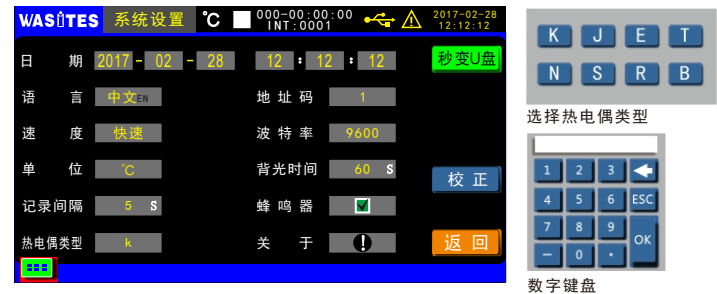 WASITES 系统设置 ℃ 000-00:00:00 INT:0001 2017-02-28 12:12:12
日 期 2017 - 02 - 28 12 : 12 : 12 秒变U盘
语 言 中文EN 地 址 码 1
速 度 快速 波 特 率 9600
单 位 ℃ 背光时间 60 S
校 正
记录间隔 5 S 蜂 鸣 器
热电偶类型 k 关 于 !
返 回
K J E T
N S R B
选择热电偶类型
1 2 3
4 5 6 ESC
7 8 9 OK
- 0 ·
数字键盘